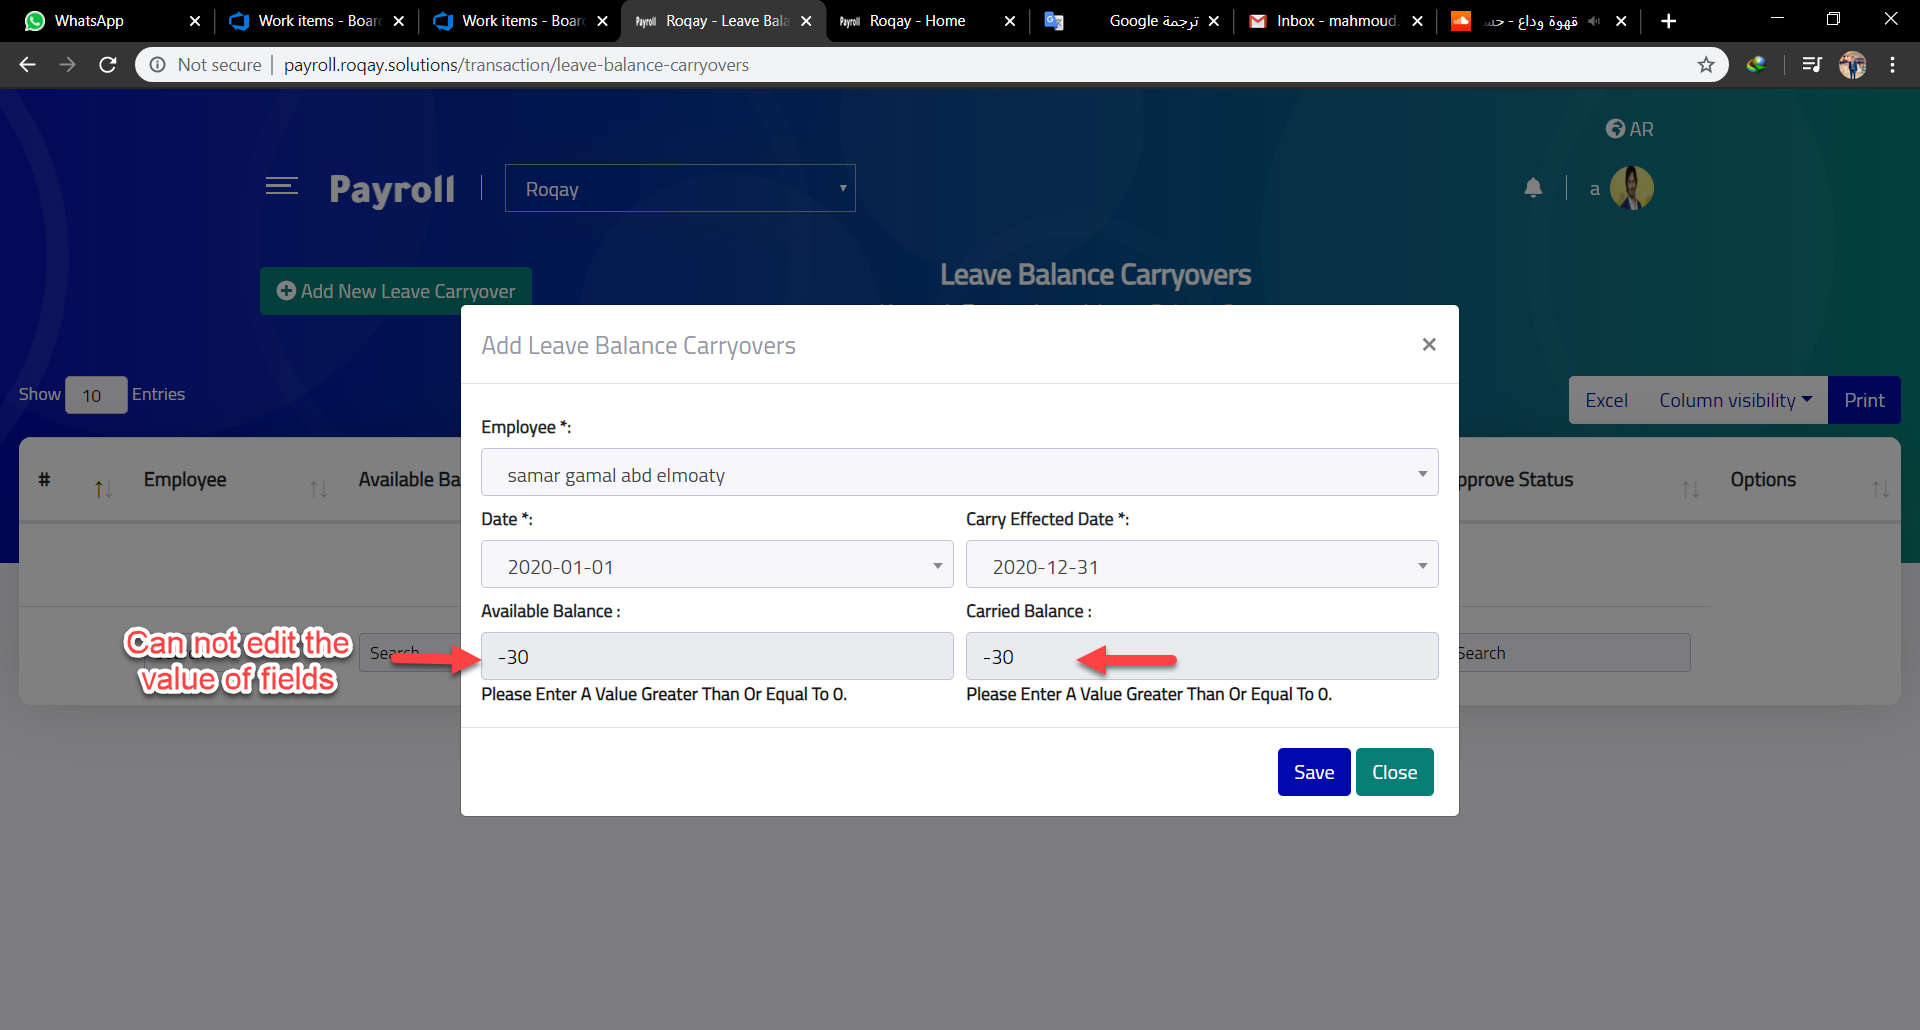 WhatsApp
Work items - Boar
Work items - Boar
Payroll Roqay - Leave Bala
Payroll Roqay - Home
ترجمة Google
Inbox - mahmoud.
قهوة وداع - حس
Not secure | payroll.roqay.solutions/transaction/leave-balance-carryovers
AR
Payroll
Roqay
a
Add New Leave Carryover
Leave Balance Carryovers
Add Leave Balance Carryovers
Show 10 Entries
Excel Column visibility Print
Employee *:
# Employee Available Ba
pprove Status Options
samar gamal abd elmoaty
Date *: Carry Effected Date *:
2020-01-01 2020-12-31
Available Balance : Carried Balance :
Can not edit the
value of fields
Search
-30 -30
Search
Please Enter A Value Greater Than Or Equal To 0. Please Enter A Value Greater Than Or Equal To 0.
Save Close